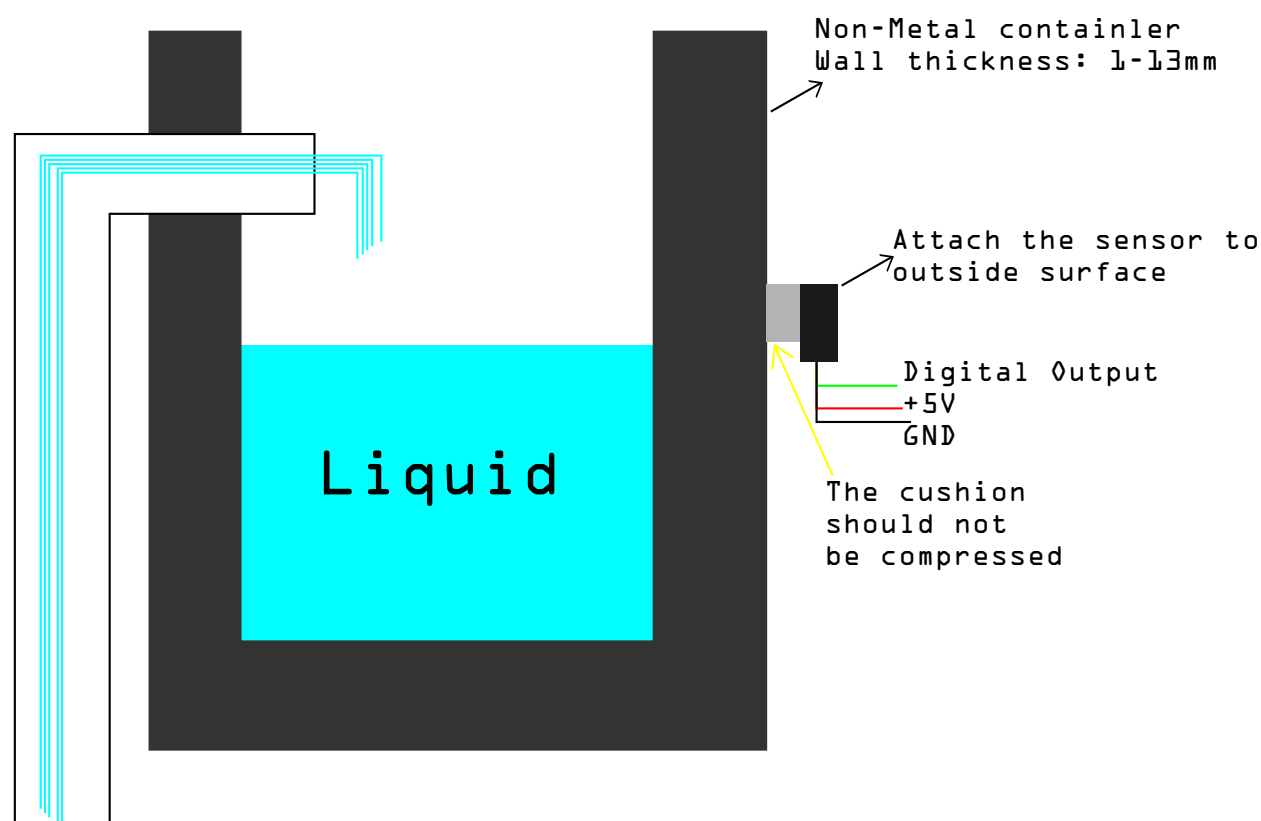 Non-Metal containler
Wall thickness: 1-13mm
Attach the sensor to
outside surface
Digital Output
+5V
GND
Liquid
The cushion
should not
be compressed